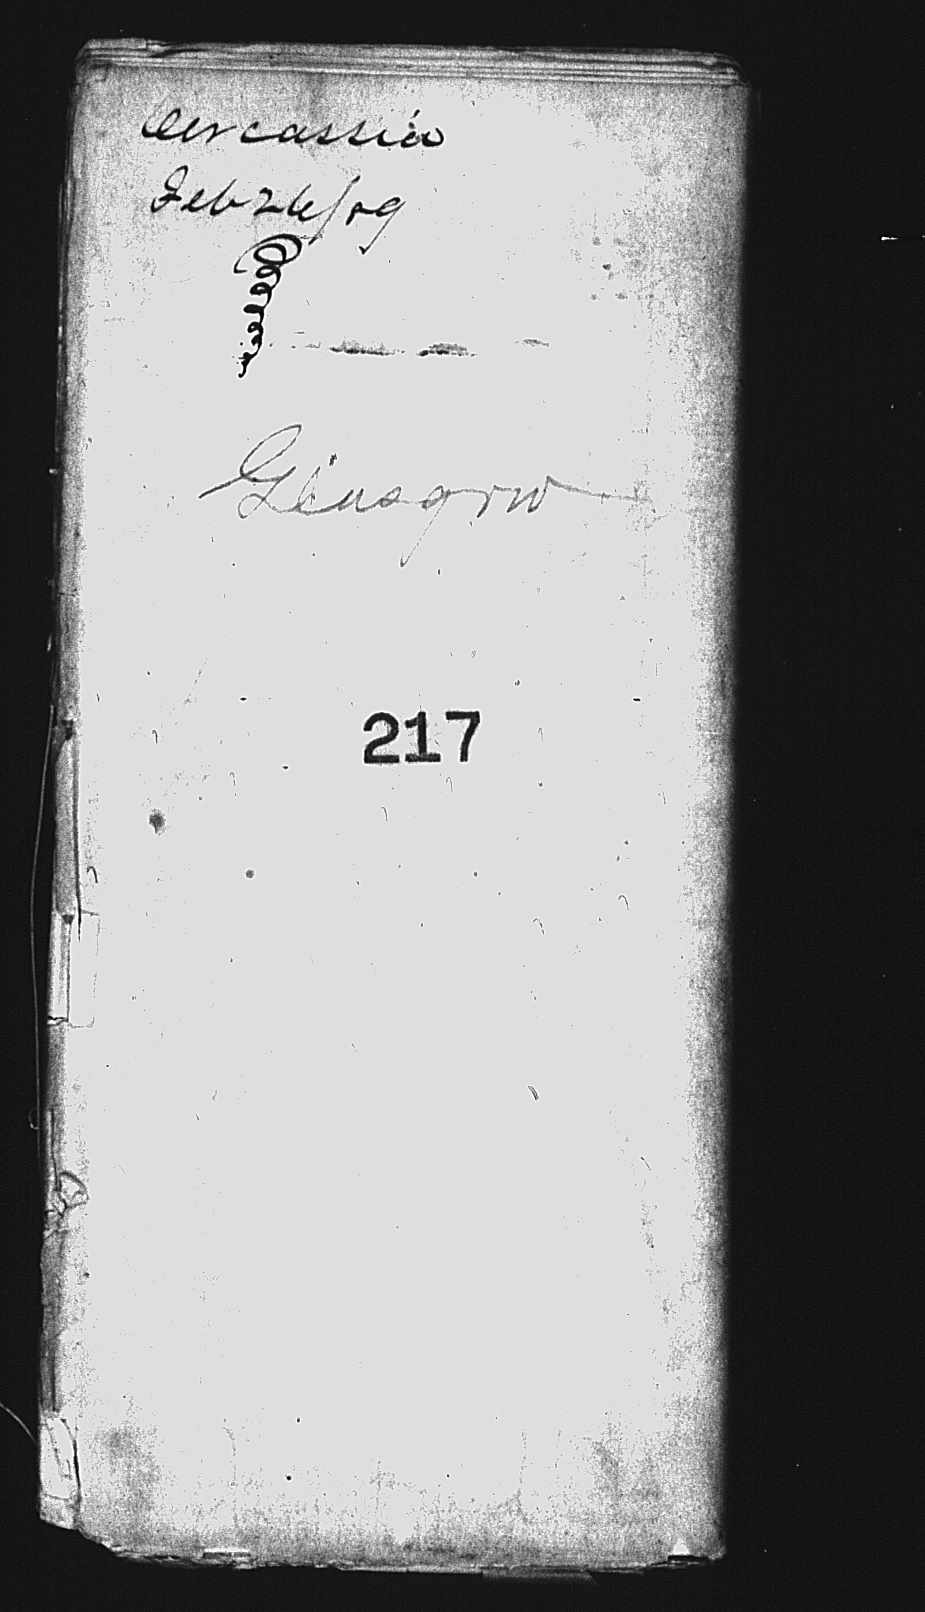 Circassia
Feb 26/09
Glasgow
217